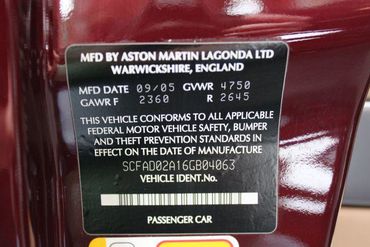 MFD BY ASTON MARTIN LAGONDA LTD
WARWICKSHIRE, ENGLAND
MFD DATE 09/05 GVWR 4750
GAWR F 2360 R 2645
THIS VEHICLE CONFORMS TO ALL APPLICABLE
FEDERAL MOTOR VEHICLE SAFETY, BUMPER
AND THEFT PREVENTION STANDARDS
IN EFFECT ON THE DATE OF MANUFACTURE
SCFAD02A16GB04063
VEHICLE IDENT.No.
PASSENGER CAR